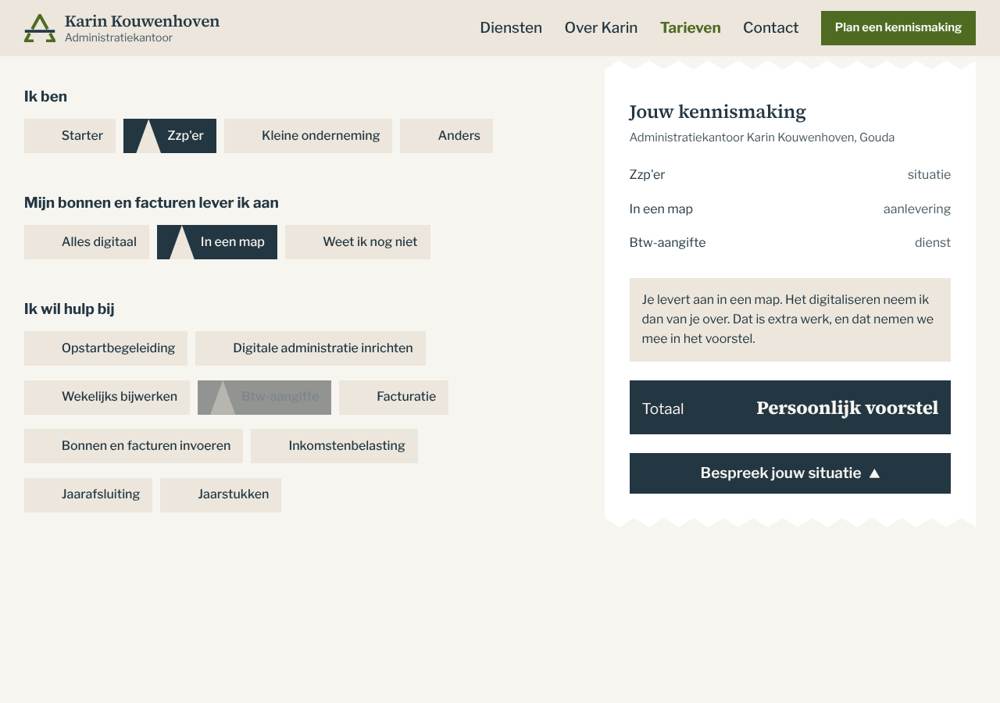 Karin Kouwenhoven
Administratiekantoor
Diensten
Over Karin
Tarieven
Contact
Plan een kennismaking
Ik ben
Starter
Zzp'er
Kleine onderneming
Anders
Mijn bonnen en facturen lever ik aan
Alles digitaal
In een map
Weet ik nog niet
Ik wil hulp bij
Opstartbegeleiding
Digitale administratie inrichten
Wekelijks bijwerken
Btw-aangifte
Facturatie
Bonnen en facturen invoeren
Inkomstenbelasting
Jaarafsluiting
Jaarstukken
Jouw kennismaking
Administratiekantoor Karin Kouwenhoven, Gouda
Zzp'er situatie
In een map aanlevering
Btw-aangifte dienst
Je levert aan in een map. Het digitaliseren neem ik
dan van je over. Dat is extra werk, en dat nemen we
mee in het voorstel.
Totaal Persoonlijk voorstel
Bespreek jouw situatie